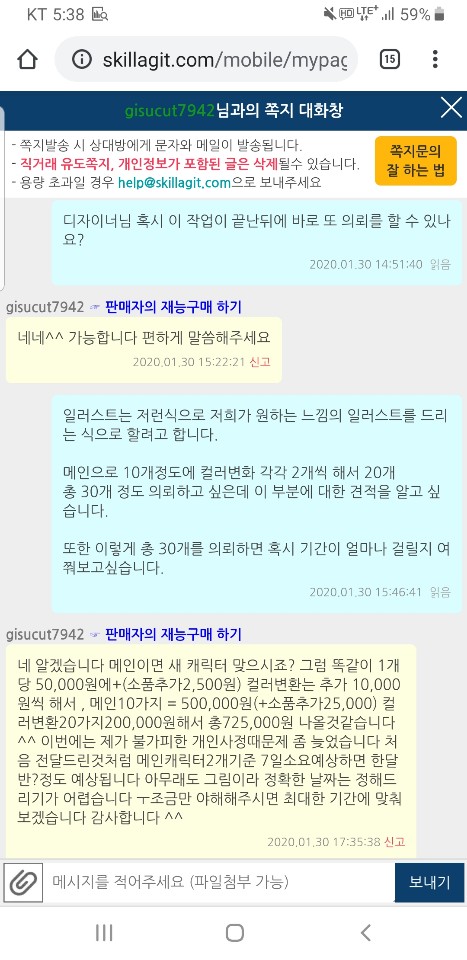 KT 5:38
HD LTE+ 59%
skillagit.com/mobile/mypag
15
gisucut7942님과의 쪽지 대화창
- 쪽지발송 시 상대방에게 문자와 메일이 발송됩니다.
- 직거래 유도쪽지, 개인정보가 포함된 글은 삭제될수 있습니다.
- 용량 초과일 경우 help@skillagit.com으로 보내주세요
쪽지문의
잘 하는 법
디자이너님 혹시 이 작업이 끝난뒤에 바로 또 의뢰를 할 수 있나
요?
2020.01.30 14:51:40 읽음
gisucut7942 ☞ 판매자의 재능구매 하기
네네^^ 가능합니다 편하게 말씀해주세요
2020.01.30 15:22:21 신고
일러스트는 저런식으로 저희가 원하는 느낌의 일러스트를 드리
는 식으로 할려고 합니다.
메인으로 10개정도에 컬러변화 각각 2개씩 해서 20개
총 30개 정도 의뢰하고 싶은데 이 부분에 대한 견적을 알고 싶
습니다.
또한 이렇게 총 30개를 의뢰하면 혹시 기간이 얼마나 걸릴지 여
쭤보고싶습니다.
2020.01.30 15:46:41 읽음
gisucut7942 ☞ 판매자의 재능구매 하기
네 알겠습니다 메인이면 새 캐릭터 맞으시죠? 그럼 똑같이 1개
당 50,000원에+(소품추가2,500원) 컬러변환는 추가 10,000
원씩 해서 , 메인10가지 = 500,000원(+소품추가25,000) 컬
러변환20가지200,000원해서 총725,000원 나올것같습니다
^^ 이번에는 제가 불가피한 개인사정때문제 좀 늦었습니다 처
음 전달드린것처럼 메인캐릭터2개기준 7일소요예상하면 한달
반?정도 예상됩니다 아무래도 그림이라 정확한 날짜는 정해드
리기가 어렵습니다 ㅜ조금만 야해해주시면 최대한 기간에 맞춰
보겠습니다 감사합니다 ^^
2020.01.30 17:35:38 신고
메시지를 적어주세요 (파일첨부 가능)
보내기